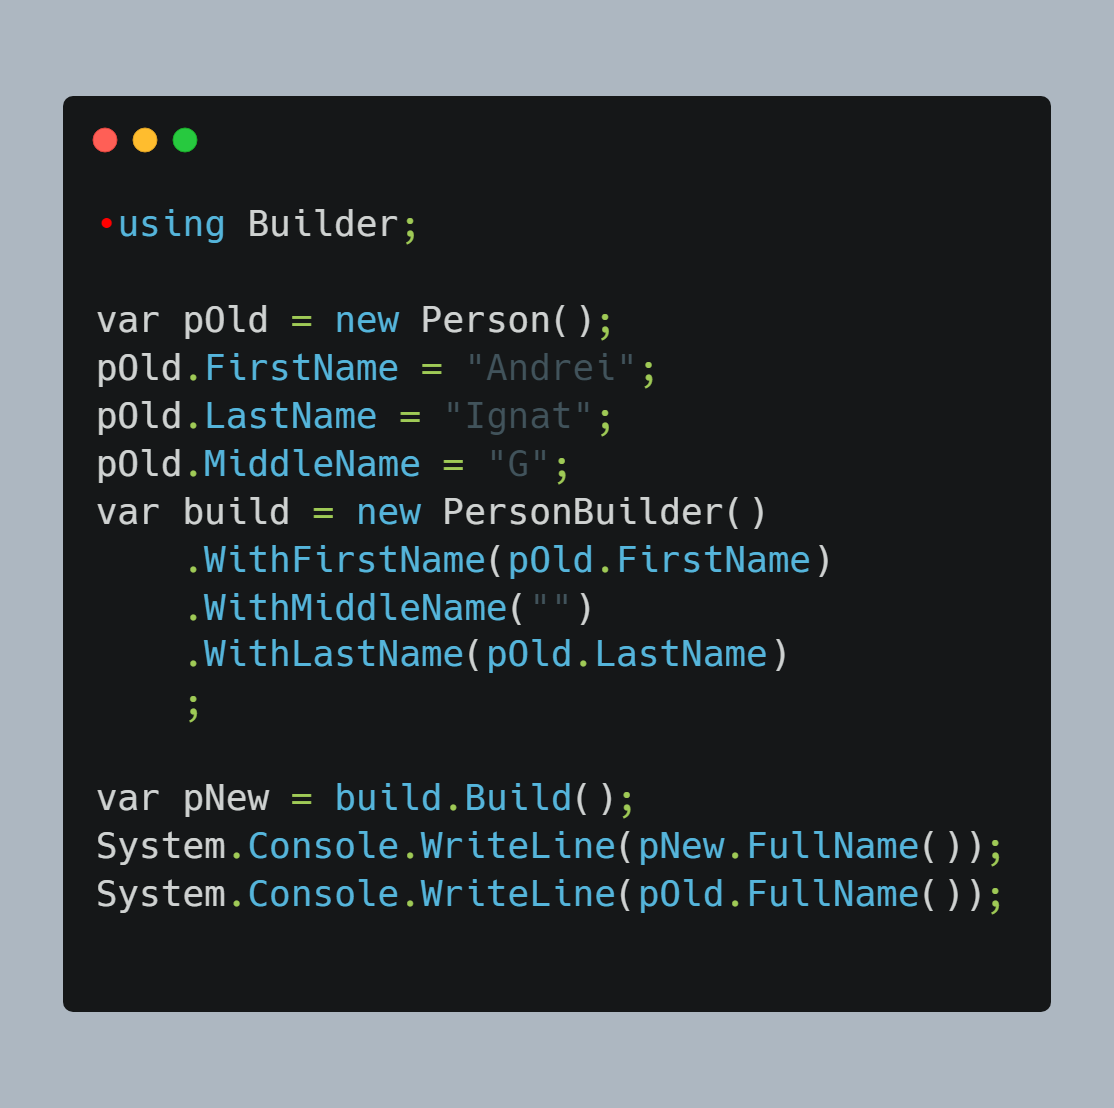 •using Builder;

var pOld = new Person();
pOld.FirstName = "Andrei";
pOld.LastName = "Ignat";
pOld.MiddleName = "G";
var build = new PersonBuilder()
    .WithFirstName(pOld.FirstName)
    .WithMiddleName("")
    .WithLastName(pOld.LastName)
    ;

var pNew = build.Build();
System.Console.WriteLine(pNew.FullName());
System.Console.WriteLine(pOld.FullName());